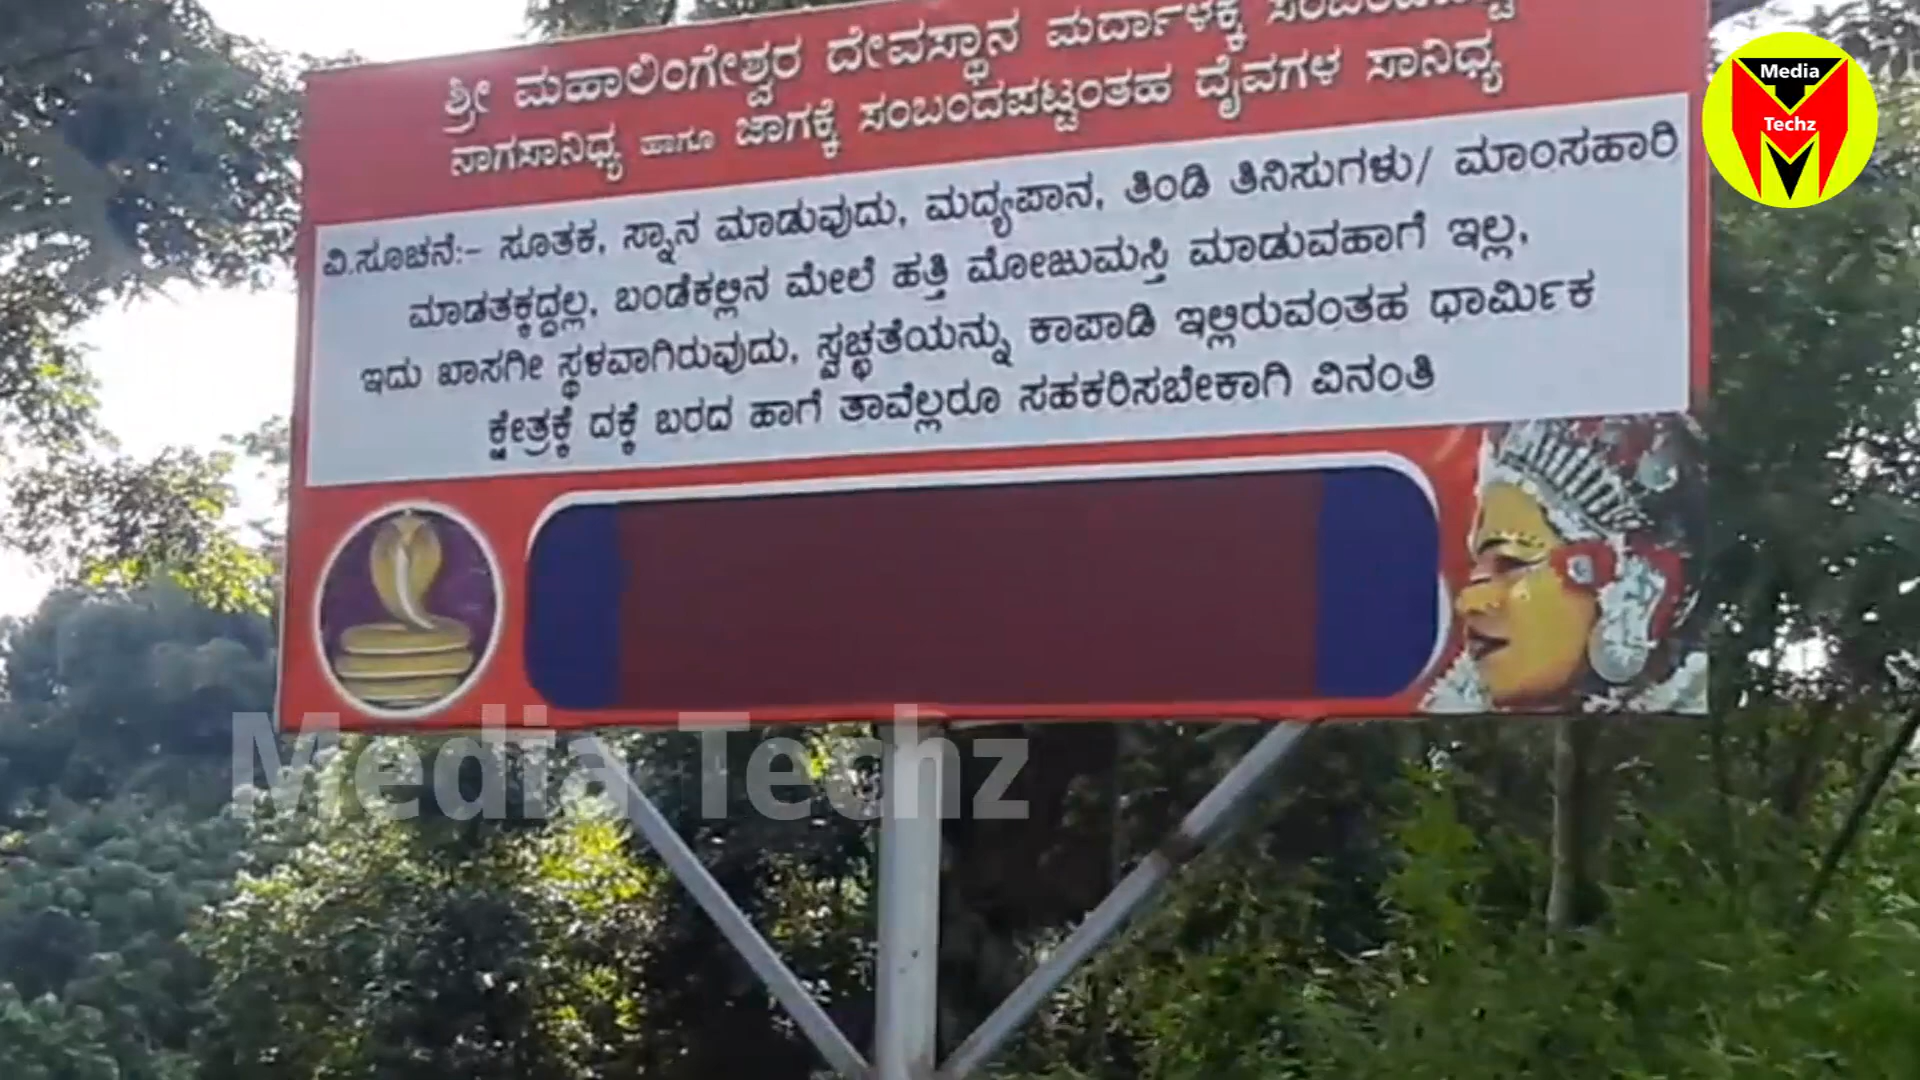 ಶ್ರೀ ಮಹಾಲಿಂಗೇಶ್ವರ ದೇವಸ್ಥಾನ ಮರ್ದಾಳಕ್ಕೆ
ನಾಗಸಾನಿಧ್ಯ ಹಾಗೂ ಜಾಗಕ್ಕೆ ಸಂಬಂದಪಟ್ಟಂತಹ ದೈವಗಳ ಸಾನಿಧ್ಯ
ವಿ.ಸೂಚನೆ:- ಸೂತಕ, ಸ್ನಾನ ಮಾಡುವುದು, ಮದ್ಯಪಾನ, ತಿಂಡಿ ತಿನಿಸುಗಳು/ ಮಾಂಸಹಾರಿ
ಮಾಡತಕ್ಕದ್ದಲ್ಲ, ಬಂಡೆಕಲ್ಲಿನ ಮೇಲೆ ಹತ್ತಿ ಮೋಜುಮಸ್ತಿ ಮಾಡುವಹಾಗೆ ಇಲ್ಲ,
ಇದು ಖಾಸಗೀ ಸ್ಥಳವಾಗಿರುವುದು, ಸ್ವಚ್ಛತೆಯನ್ನು ಕಾಪಾಡಿ ಇಲ್ಲಿರುವಂತಹ ಧಾರ್ಮಿಕ
ಕ್ಷೇತ್ರಕ್ಕೆ ದಕ್ಕೆ ಬರದ ಹಾಗೆ ತಾವೆಲ್ಲರೂ ಸಹಕರಿಸಬೇಕಾಗಿ ವಿನಂತಿ
Media
Techz
Media Techz